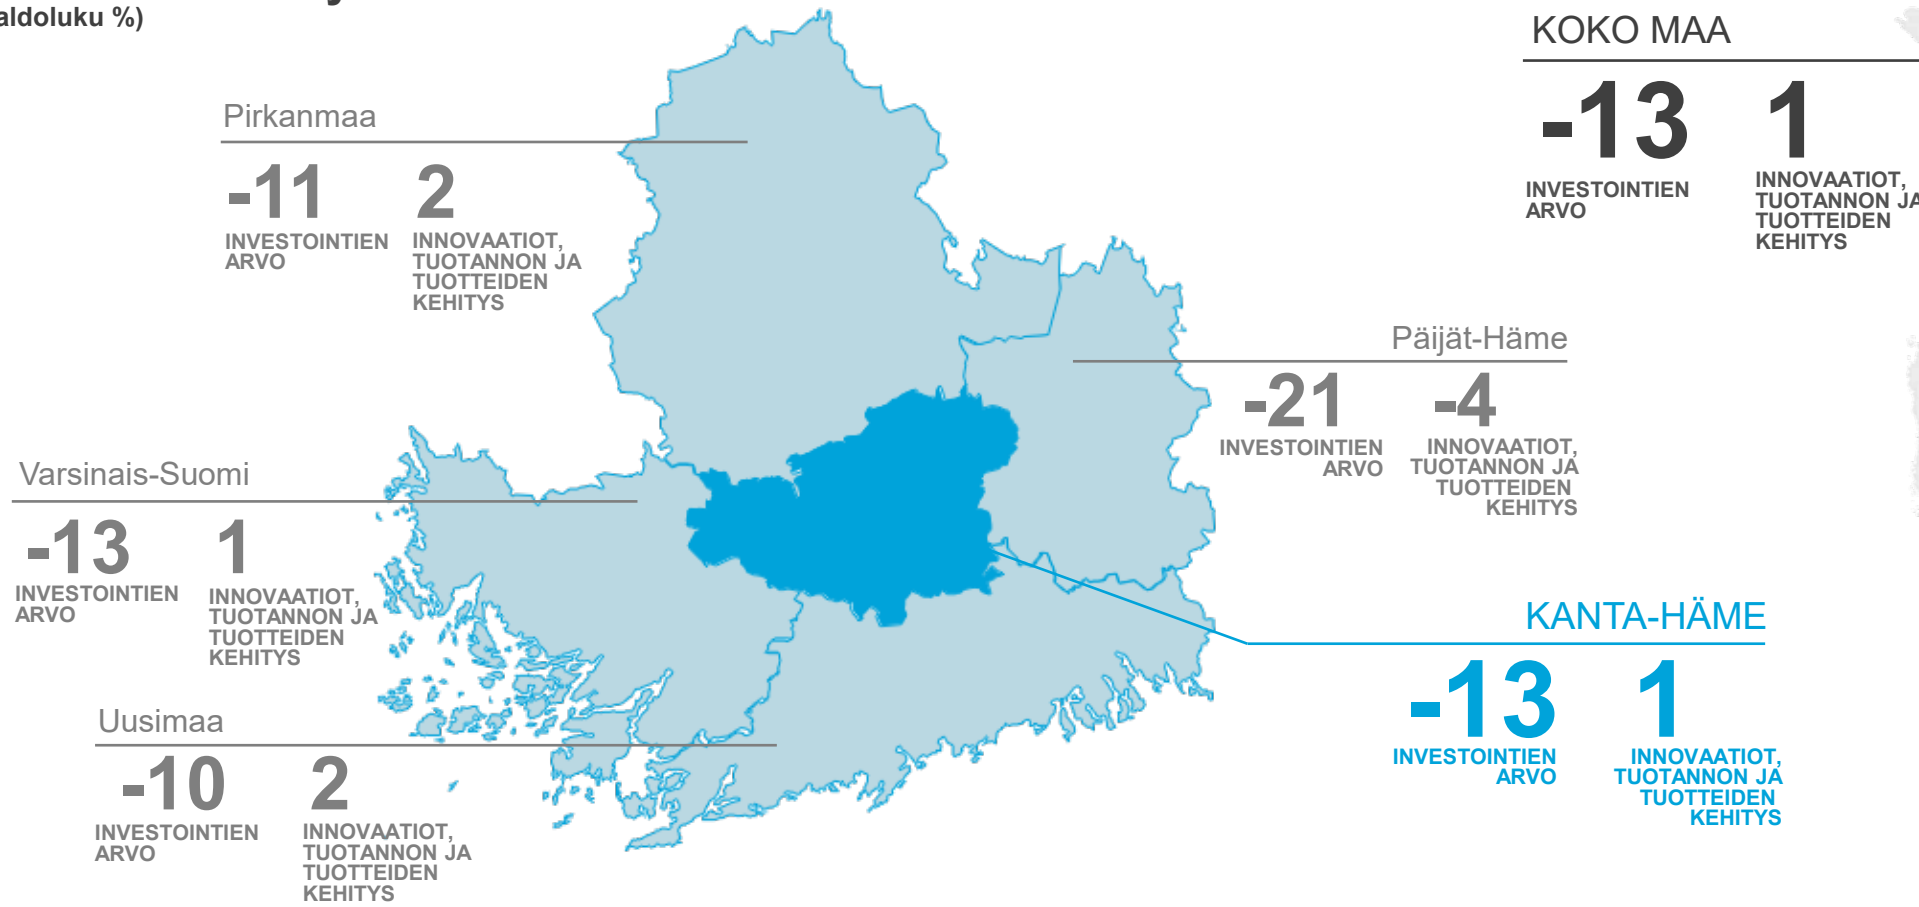 KOKO MAA
-13 1
INVESTOINTIEN
ARVO
INNOVAATIOT,
TUOTANNON JA
TUOTTEIDEN
KEHITYS
Pirkanmaa
-11 2
INVESTOINTIEN
ARVO
INNOVAATIOT,
TUOTANNON JA
TUOTTEIDEN
KEHITYS
Päijät-Häme
-21 -4
INVESTOINTIEN
ARVO
INNOVAATIOT,
TUOTANNON JA
TUOTTEIDEN
KEHITYS
Varsinais-Suomi
-13 1
INVESTOINTIEN
ARVO
INNOVAATIOT,
TUOTANNON JA
TUOTTEIDEN
KEHITYS
KANTA-HÄME
-13 1
INVESTOINTIEN
ARVO
INNOVAATIOT,
TUOTANNON JA
TUOTTEIDEN
KEHITYS
Uusimaa
-10 2
INVESTOINTIEN
ARVO
INNOVAATIOT,
TUOTANNON JA
TUOTTEIDEN
KEHITYS